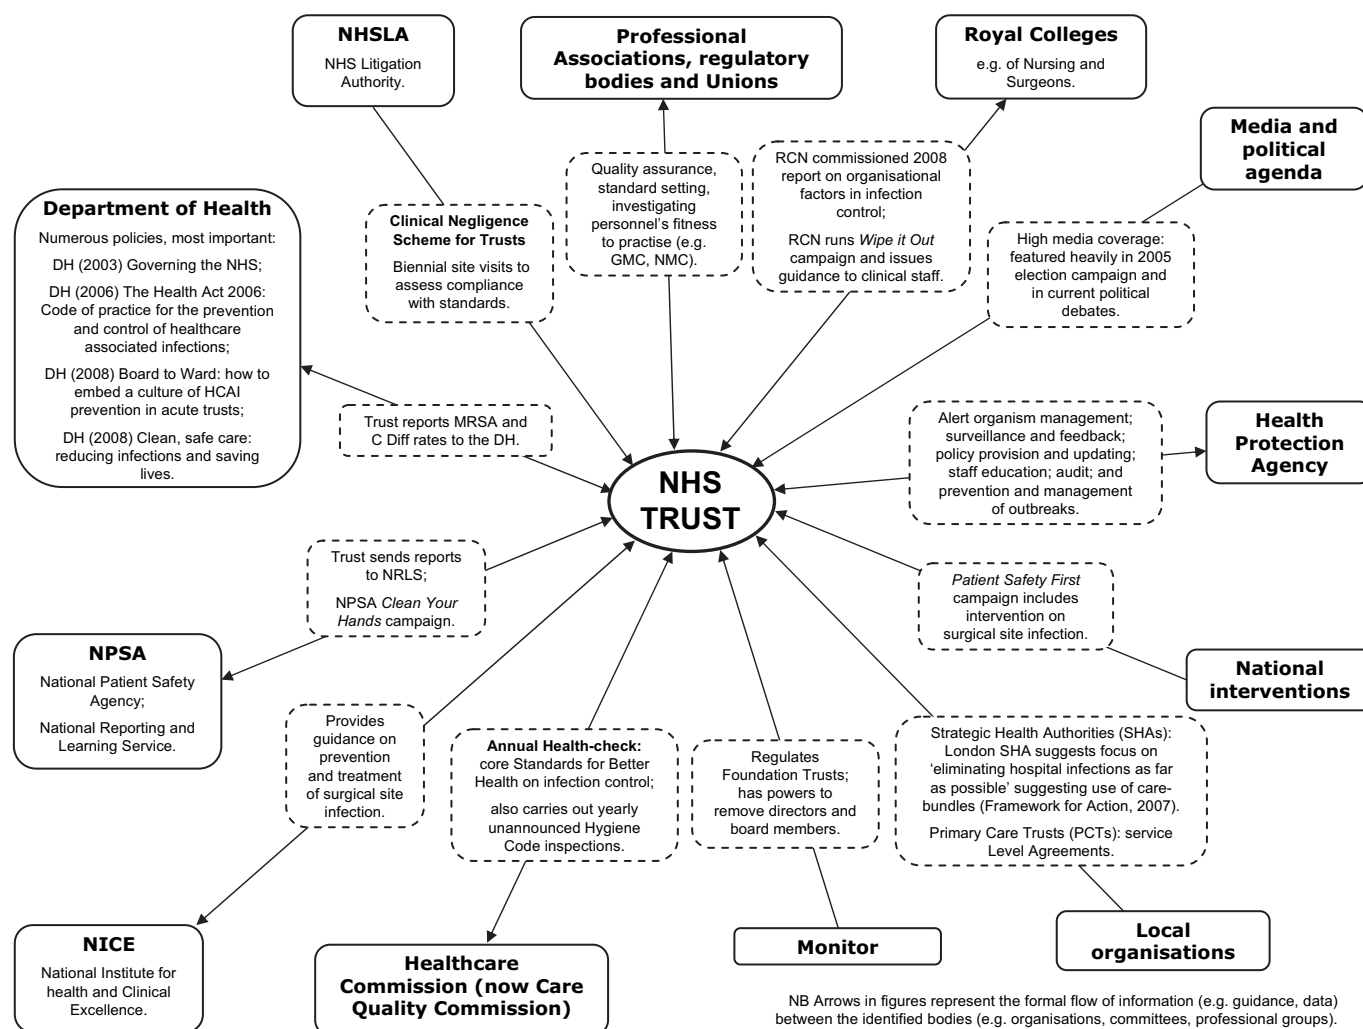 NHSLA
NHS Litigation
Authority.
Professional
Associations, regulatory
bodies and Unions
Royal Colleges
e.g. of Nursing and
Surgeons.
Media and
political
agenda
Department of Health
Numerous policies, most important:
DH (2003) Governing the NHS;
DH (2006) The Health Act 2006:
Code of practice for the prevention
and control of healthcare
associated infections;
DH (2008) Board to Ward: how to
embed a culture of HCAI
prevention in acute trusts;
DH (2008) Clean, safe care:
reducing infections and saving
lives.
Clinical Negligence
Scheme for Trusts
Biennial site visits to
assess compliance
with standards.
Quality assurance,
standard setting,
investigating
personnel's fitness
to practise (e.g.
GMC, NMC).
RCN commissioned 2008
report on organisational
factors in infection
control;
RCN runs Wipe it Out
campaign and issues
guidance to clinical staff.
High media coverage:
featured heavily in 2005
election campaign and
in current political
debates.
Trust reports MRSA and
C Diff rates to the DH.
NHS
TRUST
Alert organism management;
surveillance and feedback;
policy provision and updating;
staff education; audit; and
prevention and management
of outbreaks.
Health
Protection
Agency
Trust sends reports
to NRLS;
NPSA Clean Your
Hands campaign.
Patient Safety First
campaign includes
intervention on
surgical site infection.
NPSA
National Patient Safety
Agency;
National Reporting and
Learning Service.
National
interventions
Provides
guidance on
prevention
and treatment
of surgical site
infection.
Annual Health-check:
core Standards for Better
Health on infection control;
also carries out yearly
unannounced Hygiene
Code inspections.
Regulates
Foundation Trusts;
has powers to
remove directors and
board members.
Strategic Health Authorities (SHAs):
London SHA suggests focus on
‘eliminating hospital infections as far
as possible’ suggesting use of care-
bundles (Framework for Action, 2007).
Primary Care Trusts (PCTs): service
Level Agreements.
NICE
National Institute for
health and Clinical
Excellence.
Healthcare
Commission (now Care
Quality Commission)
Monitor
Local
organisations
NB Arrows in figures represent the formal flow of information (e.g. guidance, data)
between the identified bodies (e.g. organisations, committees, professional groups).